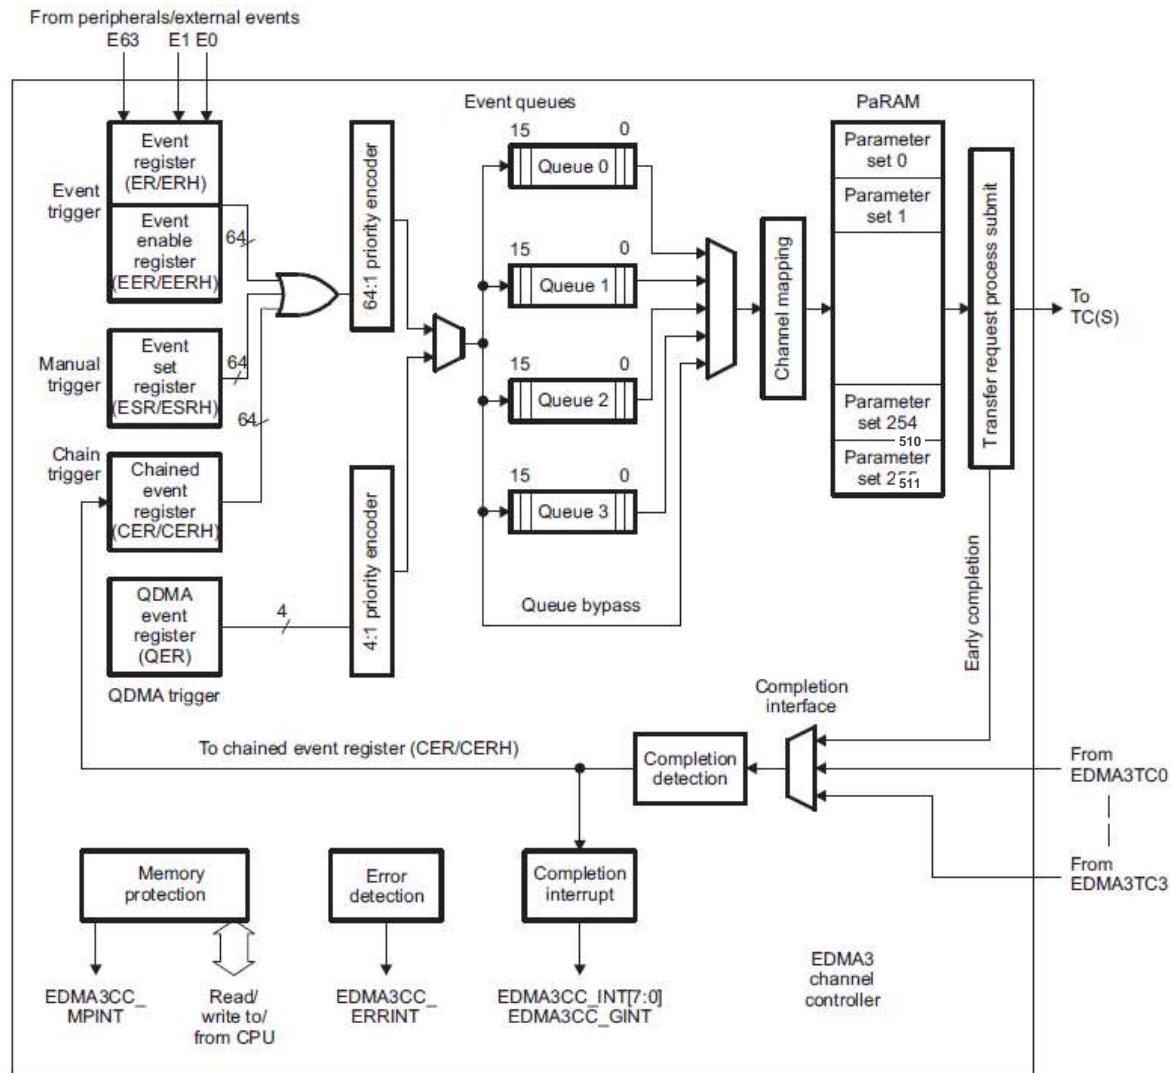 From peripherals/external events
E63 E1 E0
Event
register
(ER/ERH)
Event
trigger
Event
enable
register
(EER/EERH)
64
Manual
trigger
Event
set
register
(ESR/ESRH)
64
64
Chain
trigger
Chained
event
register
(CER/CERH)
QDMA
event
register
(QER)
4
QDMA trigger
64:1 priority encoder
4:1 priority encoder
Event queues
15 0
Queue 0
15 0
Queue 1
15 0
Queue 2
15 0
Queue 3
Queue bypass
Channel mapping
PaRAM
Parameter
set 0
Parameter
set 1
Parameter
set 254
510
Parameter
set
511
Transfer request process submit
To
TC(S)
Early completion
Completion
interface
To chained event register (CER/CERH)
Completion
detection
From
EDMA3TC0
From
EDMA3TC3
Memory
protection
Error
detection
Completion
interrupt
EDMA3CC_
MPINT
Read/
write to/
from CPU
EDMA3CC_
ERRINT
EDMA3CC_INT[7:0]
EDMA3CC_GINT
EDMA3
channel
controller